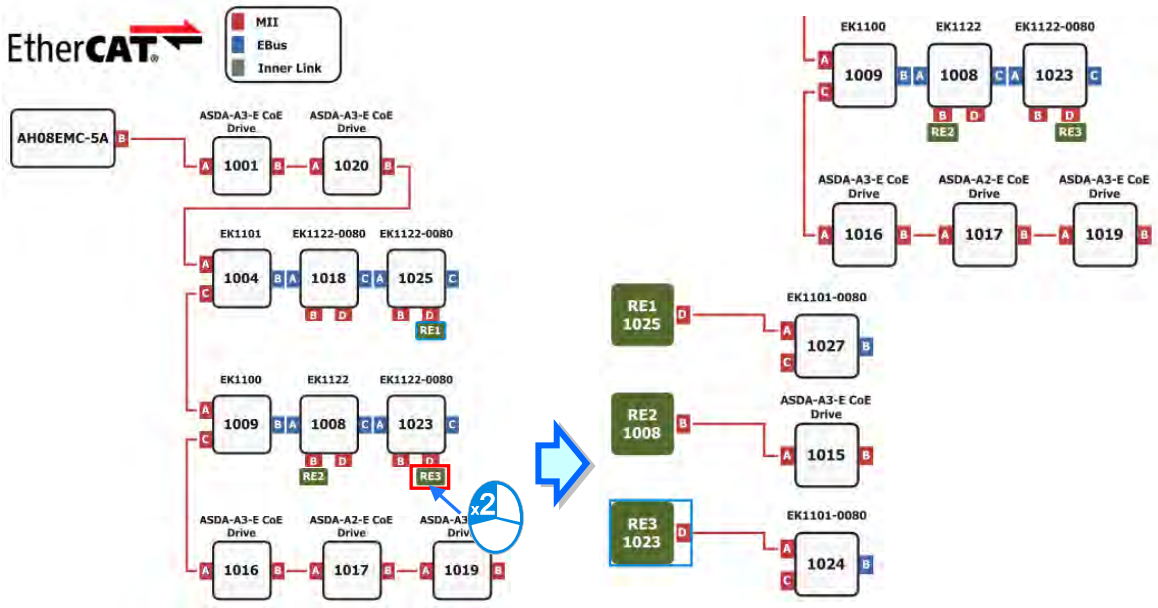 EtherCAT®
MII
EBus
Inner Link
AH08EMC-5A B
ASDA-A3-E CoE Drive
ASDA-A3-E CoE Drive
A 1001 B A 1020 B
EK1101 EK1122-0080 EK1122-0080
A
C
1004 B A 1018 C A 1025 C
B D B D
RE1
EK1100 EK1122 EK1122-0080
A
C
1009 B A 1008 C A 1023 C
B D B D
RE2 RE3
x2
ASDA-A3-E CoE Drive
ASDA-A2-E CoE Drive
ASDA-A3
A 1016 B A 1017 B A 1019 B
EK1100 EK1122 EK1122-0080
A
C
1009 B A 1008 C A 1023 C
B D B D
RE2 RE3
ASDA-A3-E CoE Drive
ASDA-A2-E CoE Drive
ASDA-A3-E CoE Drive
A 1016 B A 1017 B A 1019 B
RE1
1025
D
EK1101-0080
A
C
1027 B
RE2
1008
B
ASDA-A3-E CoE
Drive
A 1015 B
RE3
1023
D
EK1101-0080
A
C
1024 B